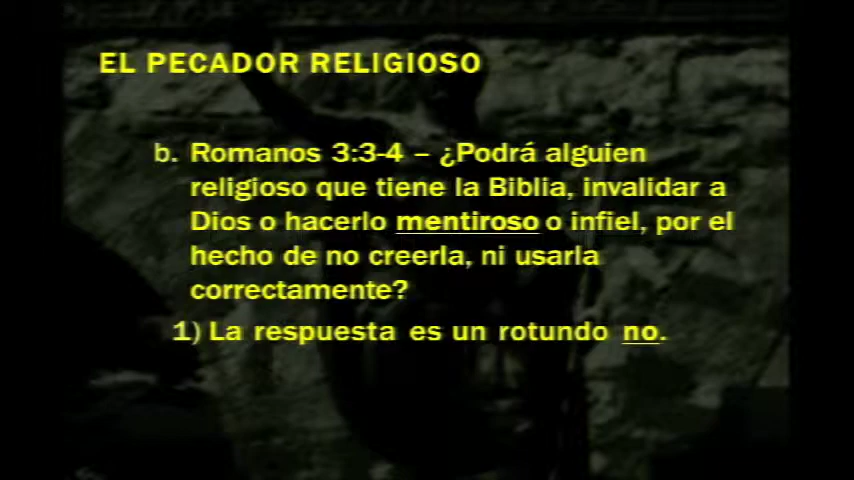 EL PECADOR RELIGIOSO
b. Romanos 3:3-4 – ¿Podrá alguien
religioso que tiene la Biblia, invalidar a
Dios o hacerlo mentiroso o infiel, por el
hecho de no creerla, ni usarla
correctamente?
1) La respuesta es un rotundo no.